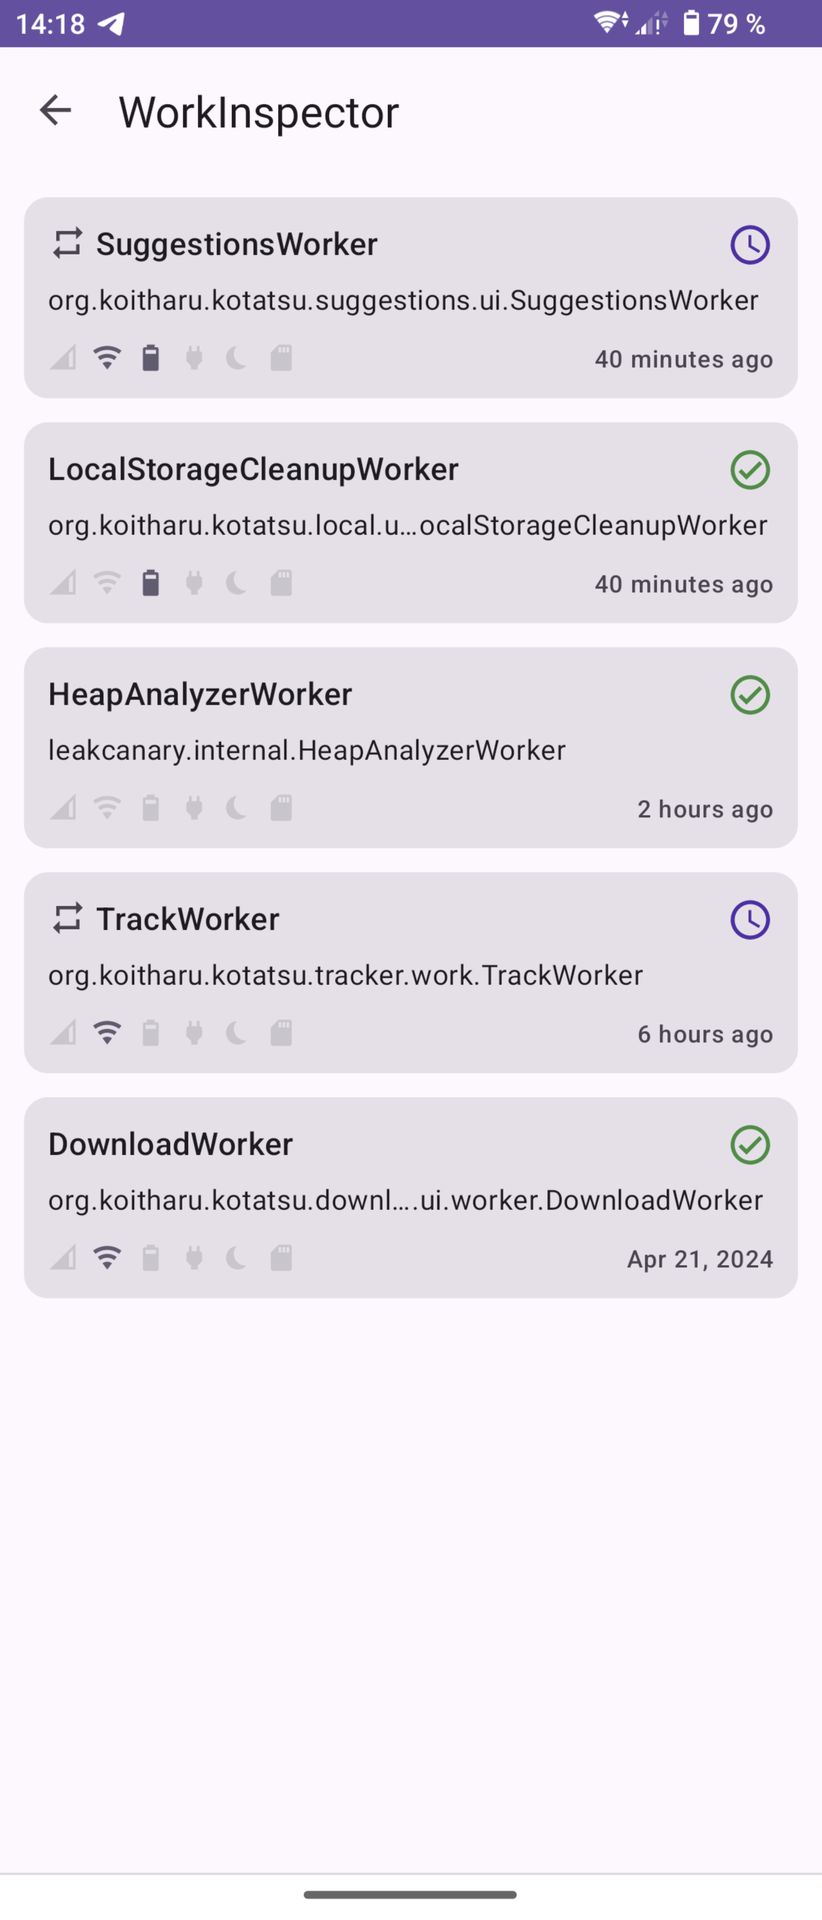 14:18
79 %
WorkInspector
SuggestionsWorker
org.koitharu.kotatsu.suggestions.ui.SuggestionsWorker
40 minutes ago
LocalStorageCleanupWorker
org.koitharu.kotatsu.local.u...ocalStorageCleanupWorker
40 minutes ago
HeapAnalyzerWorker
leakcanary.internal.HeapAnalyzerWorker
2 hours ago
TrackWorker
org.koitharu.kotatsu.tracker.work.TrackWorker
6 hours ago
DownloadWorker
org.koitharu.kotatsu.downl....ui.worker.DownloadWorker
Apr 21, 2024